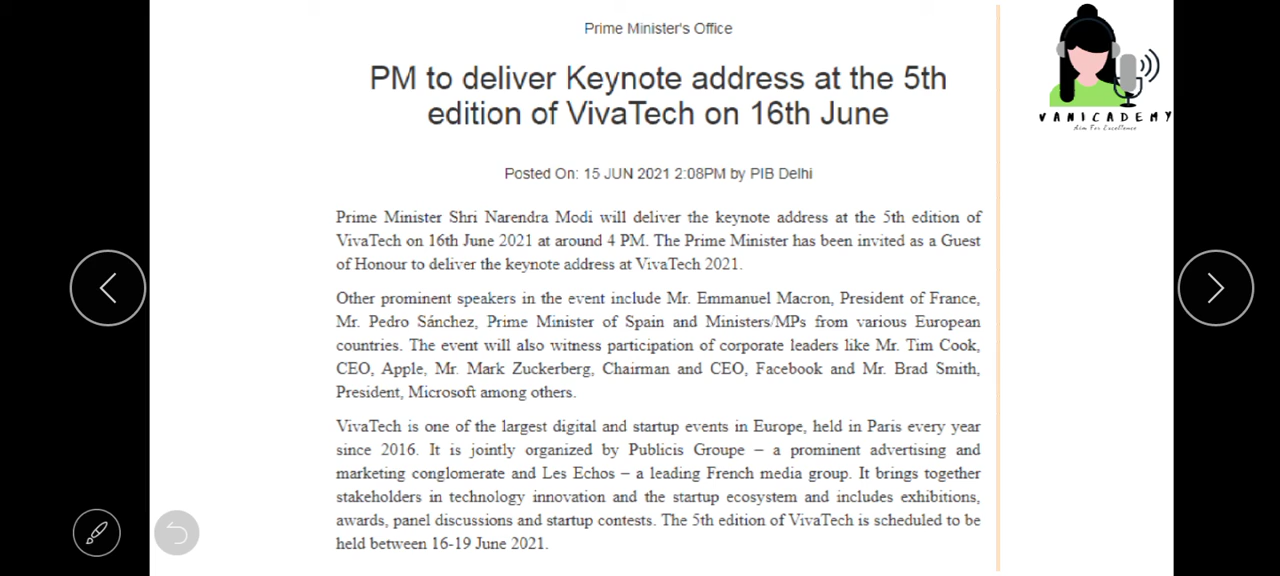 Prime Minister's Office
PM to deliver Keynote address at the 5th
edition of VivaTech on 16th June
Posted On: 15 JUN 2021 2:08PM by PIB Delhi
Prime Minister Shri Narendra Modi will deliver the keynote address at the 5th edition of
VivaTech on 16th June 2021 at around 4 PM. The Prime Minister has been invited as a Guest
of Honour to deliver the keynote address at VivaTech 2021.
Other prominent speakers in the event include Mr. Emmanuel Macron, President of France,
Mr. Pedro Sánchez, Prime Minister of Spain and Ministers/MPs from various European
countries. The event will also witness participation of corporate leaders like Mr. Tim Cook,
CEO, Apple, Mr. Mark Zuckerberg, Chairman and CEO, Facebook and Mr. Brad Smith,
President, Microsoft among others.
VivaTech is one of the largest digital and startup events in Europe, held in Paris every year
since 2016. It is jointly organized by Publicis Groupe – a prominent advertising and
marketing conglomerate and Les Echos – a leading French media group. It brings together
stakeholders in technology innovation and the startup ecosystem and includes exhibitions,
awards, panel discussions and startup contests. The 5th edition of VivaTech is scheduled to be
held between 16-19 June 2021.
VANICADEMY
Aim For Excellence